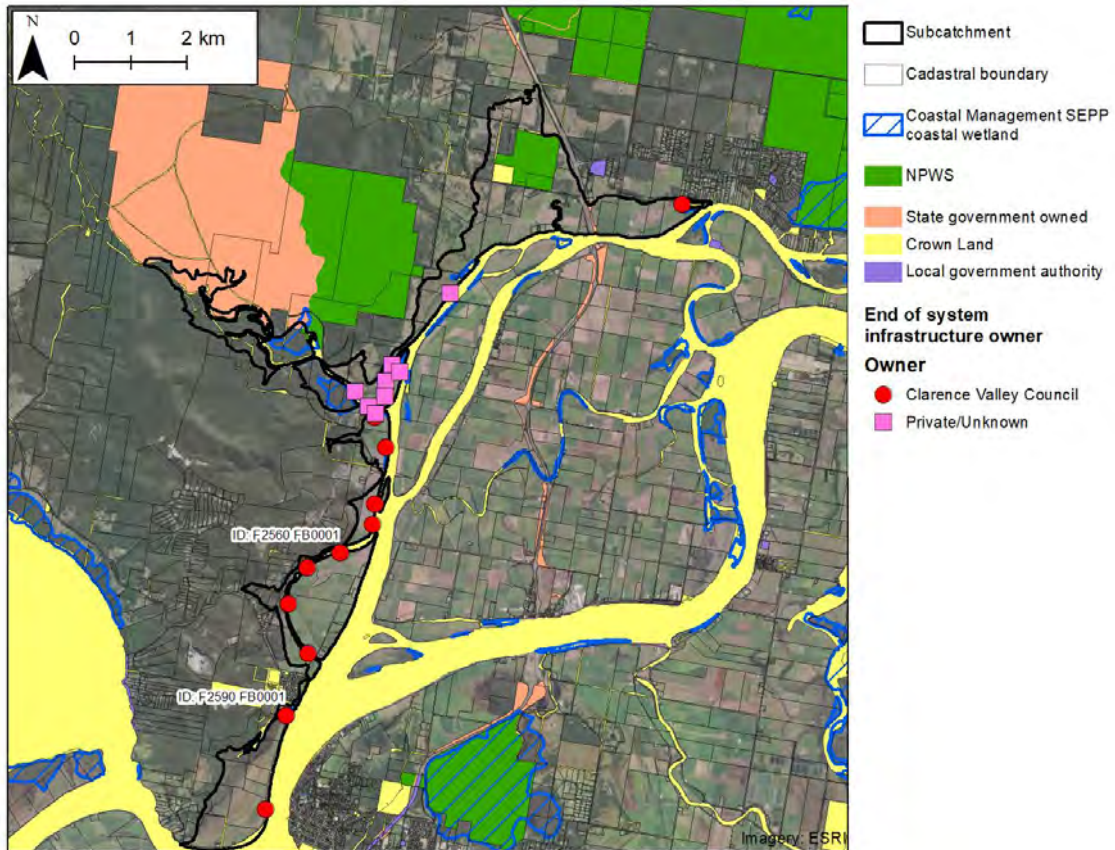 N
0 1 2 km
ID: F2560 FB0001
ID: F2590 FB0001
Imagery: ESRI
Subcatchment
Cadastral boundary
Coastal Management SEPP
coastal wetland
NPWS
State government owned
Crown Land
Local government authority
End of system
infrastructure owner
Owner
Clarence Valley Council
Private/Unknown